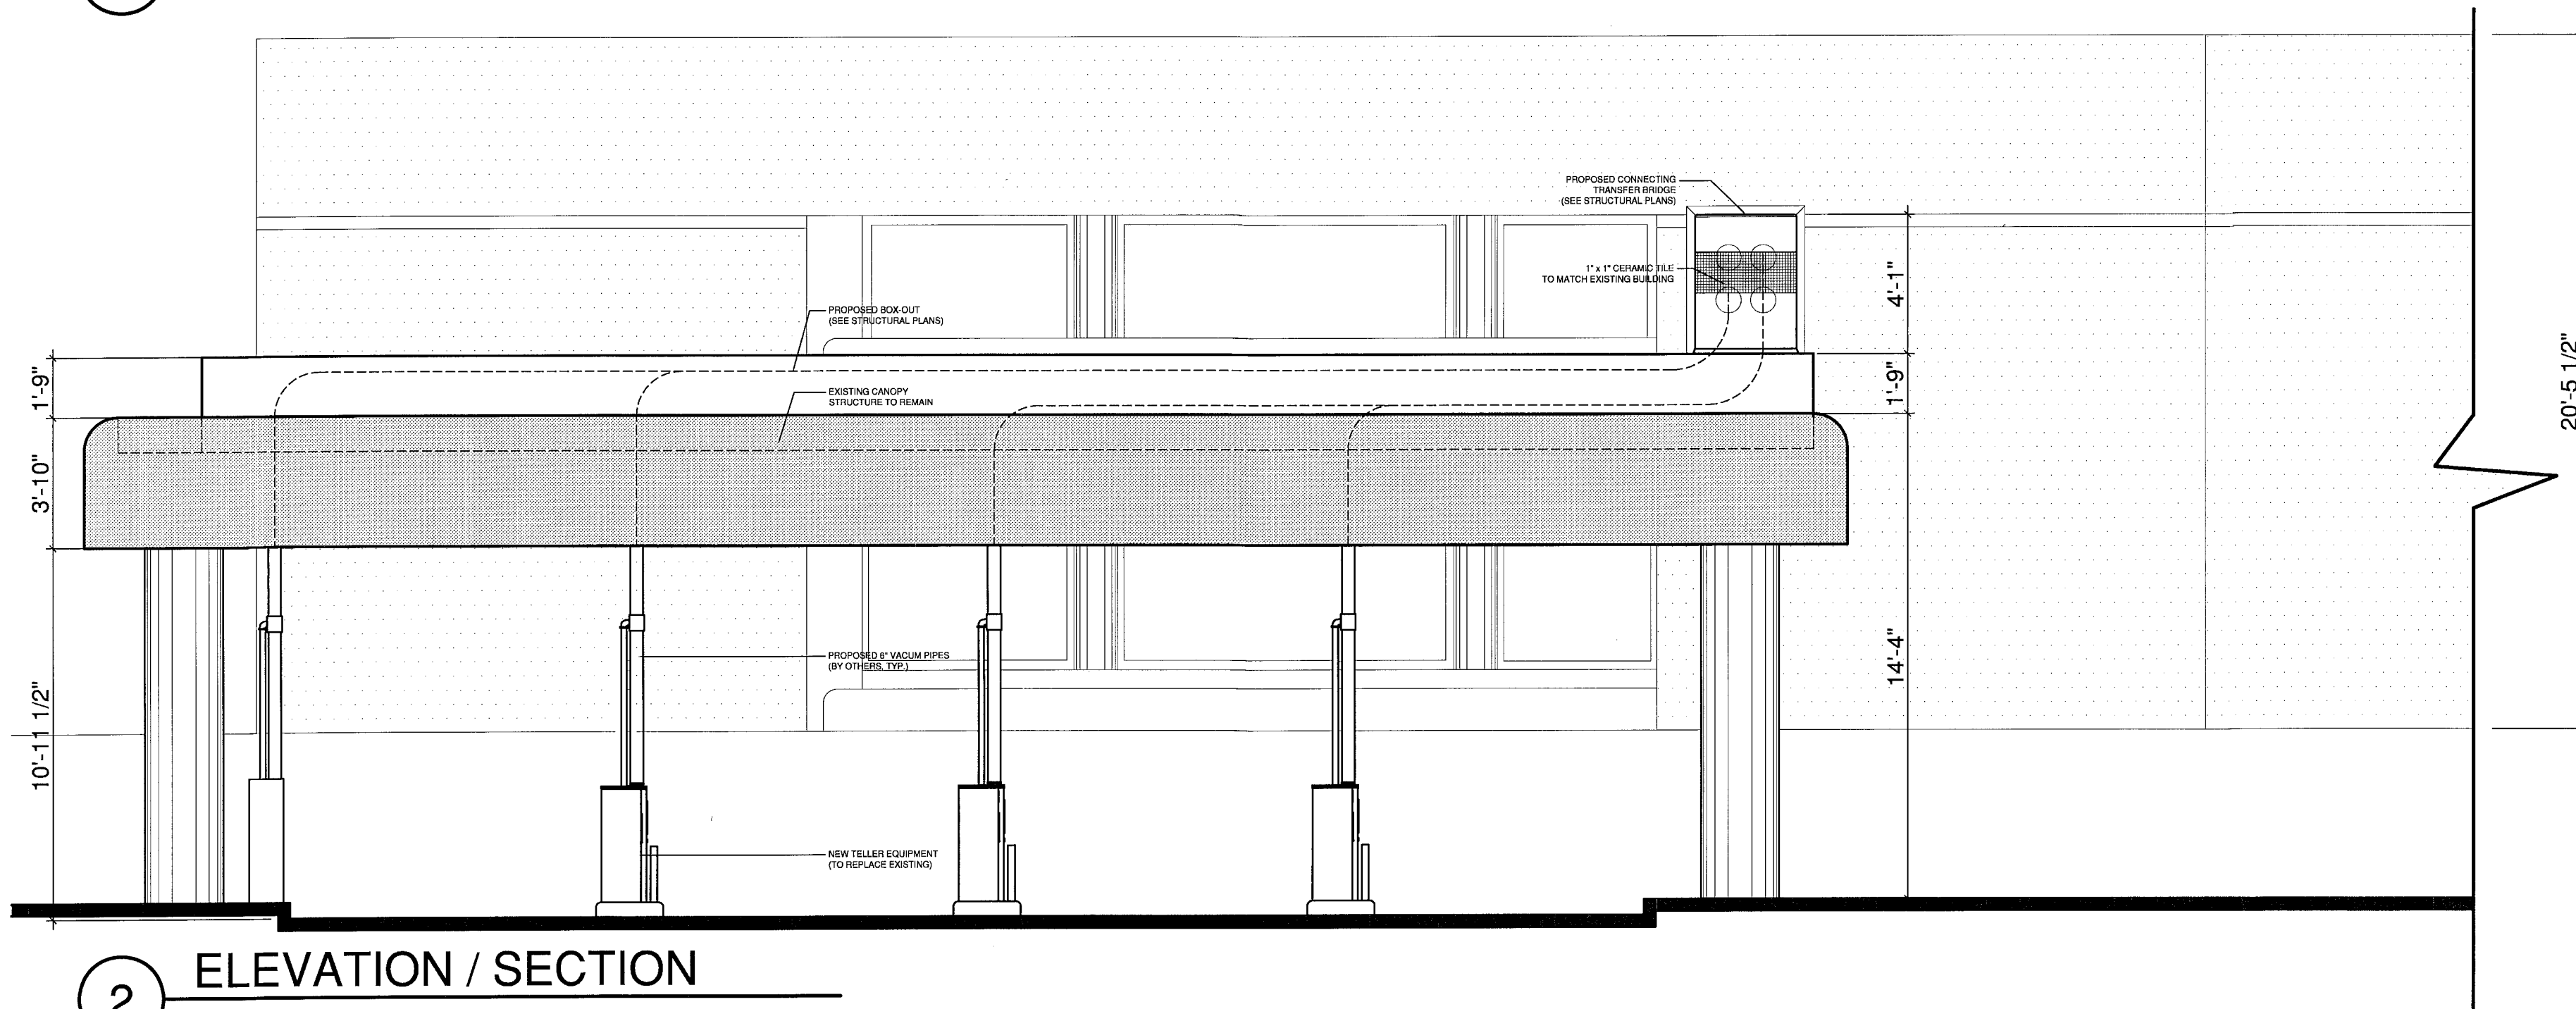 PROPOSED CONNECTING
TRANSFER BRIDGE
(SEE STRUCTURAL PLANS)
1" x 1" CERAMIC TILE
TO MATCH EXISTING BUILDING
4'-1"
PROPOSED BOX-OUT
(SEE STRUCTURAL PLANS)
20'-5 1/2"
1'-9"
1'-9"
EXISTING CANOPY
STRUCTURE TO REMAIN
3'-10"
PROPOSED 6" VACUM PIPES
(BY OTHERS, TYP.)
14'-4"
10'-11 1/2"
NEW TELLER EQUIPMENT
(TO REPLACE EXISTING)
2
ELEVATION / SECTION